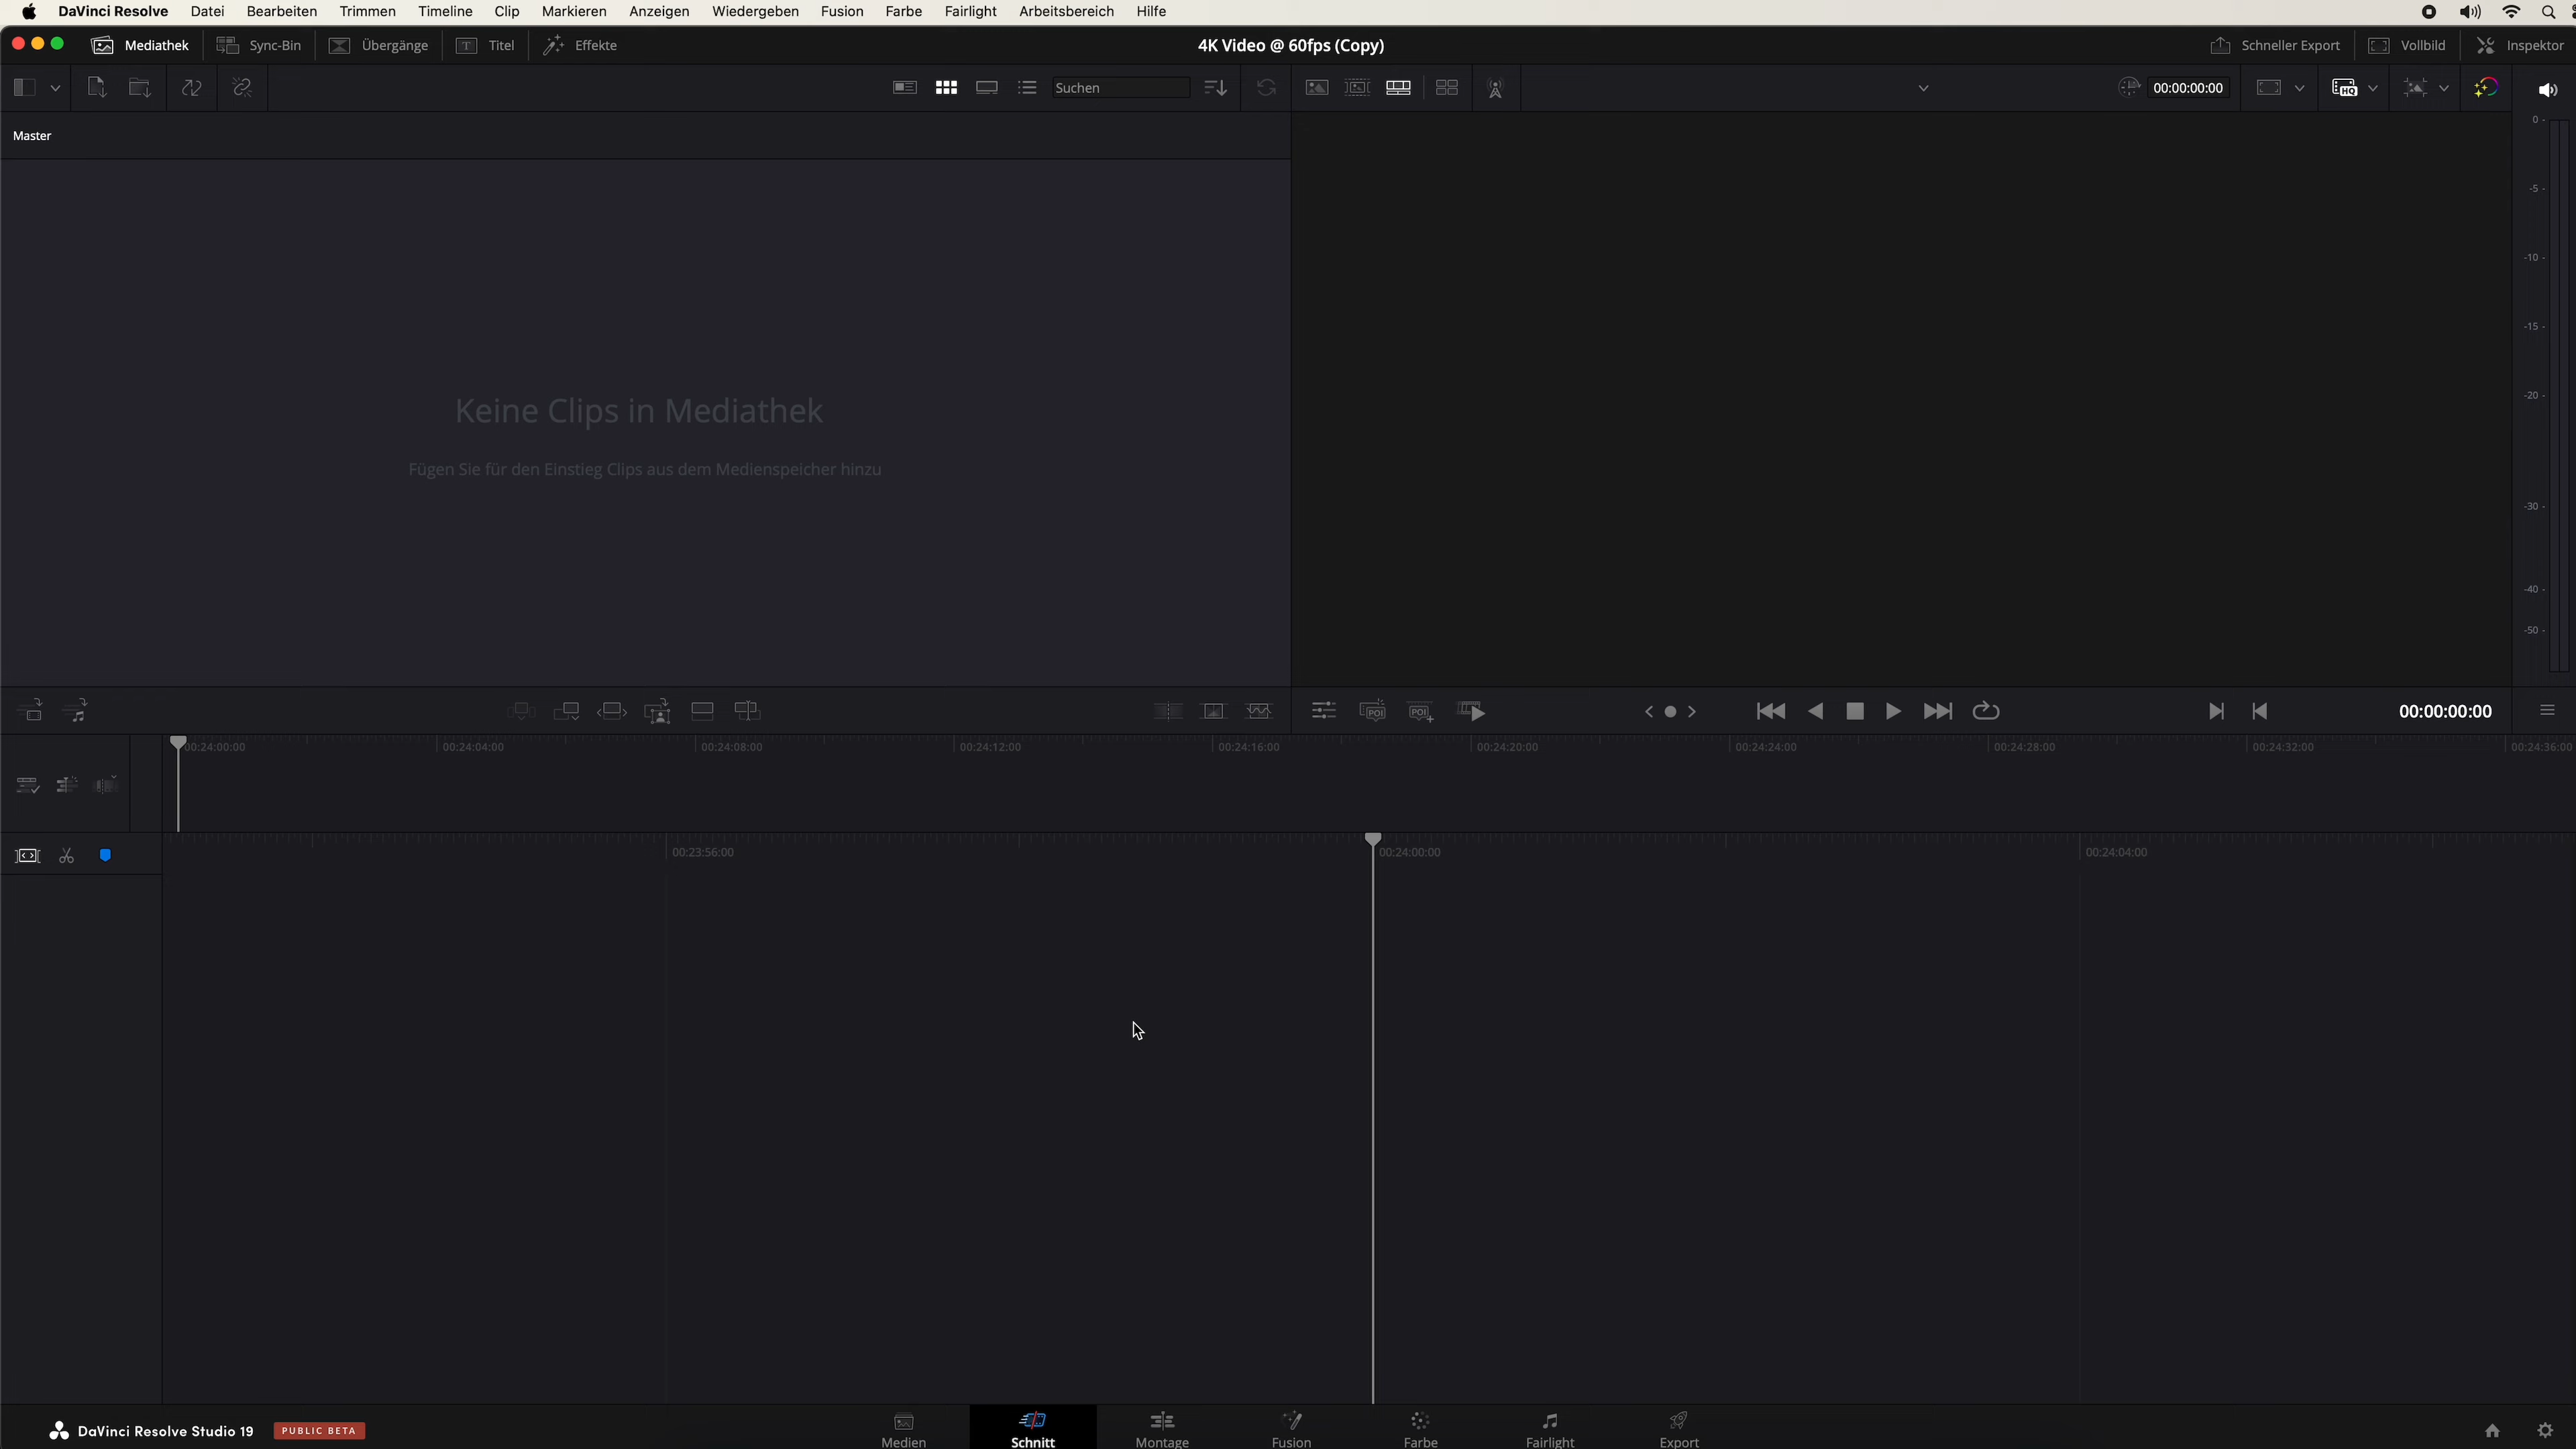 DaVinci Resolve Datei Bearbeiten Trimmen Timeline Clip Markieren Anzeigen Wiedergeben Fusion Farbe Fairlight Arbeitsbereich Hilfe
Mediathek Sync-Bin Übergänge Titel Effekte 4K Video @ 60fps (Copy) Schneller Export Vollbild Inspektor
Suchen 00:00:00:00 HQ
Master
0
-5
-10
-15
-20
-30
-40
-50
Keine Clips in Mediathek
Fügen Sie für den Einstieg Clips aus dem Medienspeicher hinzu
POI POI 00:00:00:00
00:24:00:00 00:24:04:00 00:24:08:00 00:24:12:00 00:24:16:00 00:24:20:00 00:24:24:00 00:24:28:00 00:24:32:00 00:24:36:00
00:23:56:00 00:24:00:00 00:24:04:00
DaVinci Resolve Studio 19 PUBLIC BETA
Medien Schnitt Montage Fusion Farbe Fairlight Export